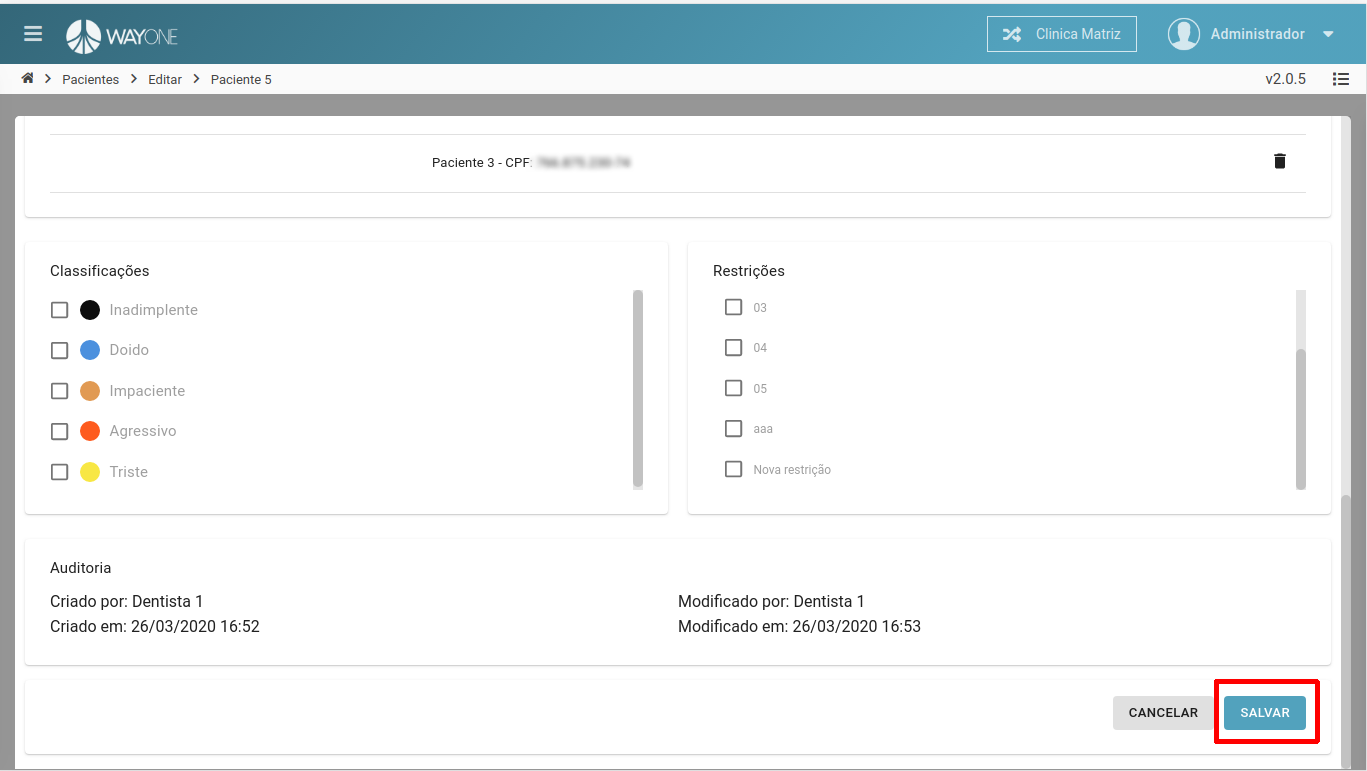 WAYONE
Clinica Matriz
Administrador
Pacientes
Editar
Paciente 5
v2.0.5
Paciente 3 - CPF:
Classificações
Inadimplente
Doido
Impaciente
Agressivo
Triste
Restrições
03
04
05
aaa
Nova restrição
Auditoria
Criado por: Dentista 1
Criado em: 26/03/2020 16:52
Modificado por: Dentista 1
Modificado em: 26/03/2020 16:53
CANCELAR
SALVAR